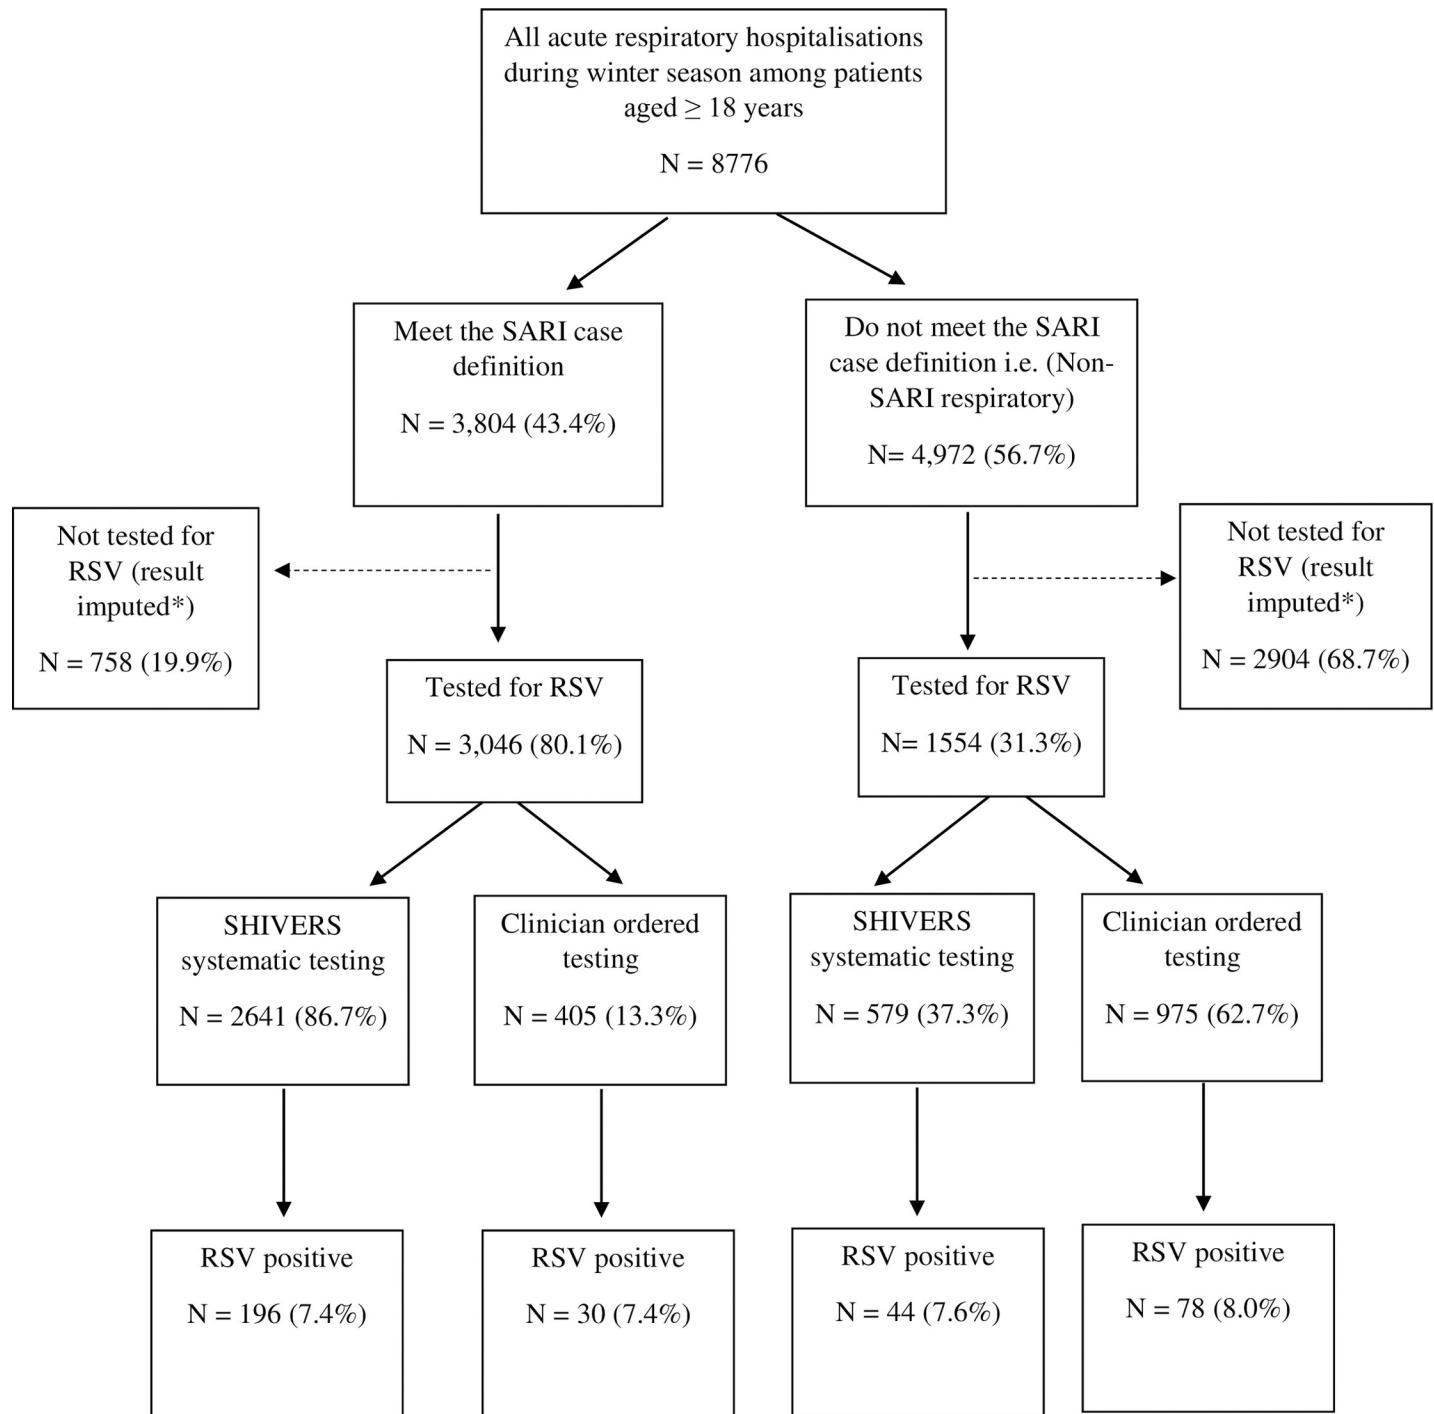 All acute respiratory hospitalisations
during winter season among patients
aged ≥ 18 years
N = 8776
Meet the SARI case
definition
N = 3,804 (43.4%)
Do not meet the SARI
case definition i.e. (Non-
SARI respiratory)
N= 4,972 (56.7%)
Not tested for
RSV (result
imputed*)
N = 758 (19.9%)
Not tested for
RSV (result
imputed*)
N = 2904 (68.7%)
Tested for RSV
N = 3,046 (80.1%)
Tested for RSV
N= 1554 (31.3%)
SHIVERS
systematic testing
N = 2641 (86.7%)
Clinician ordered
testing
N = 405 (13.3%)
SHIVERS
systematic testing
N = 579 (37.3%)
Clinician ordered
testing
N = 975 (62.7%)
RSV positive
N = 196 (7.4%)
RSV positive
N = 30 (7.4%)
RSV positive
N = 44 (7.6%)
RSV positive
N = 78 (8.0%)